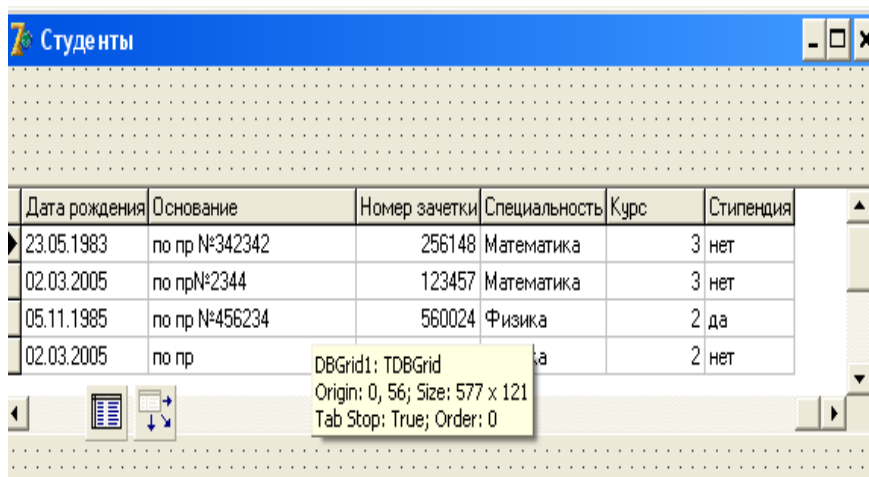 Студенты
Дата рождения Основание Номер зачетки Специальность Курс Стипендия
23.05.1983 по пр №342342 256148 Математика 3 нет
02.03.2005 по пр№2344 123457 Математика 3 нет
05.11.1985 по пр №456234 560024 Физика 2 да
02.03.2005 по пр 2 нет
DBGrid1: TDBGrid
Origin: 0, 56; Size: 577 x 121
Tab Stop: True; Order: 0